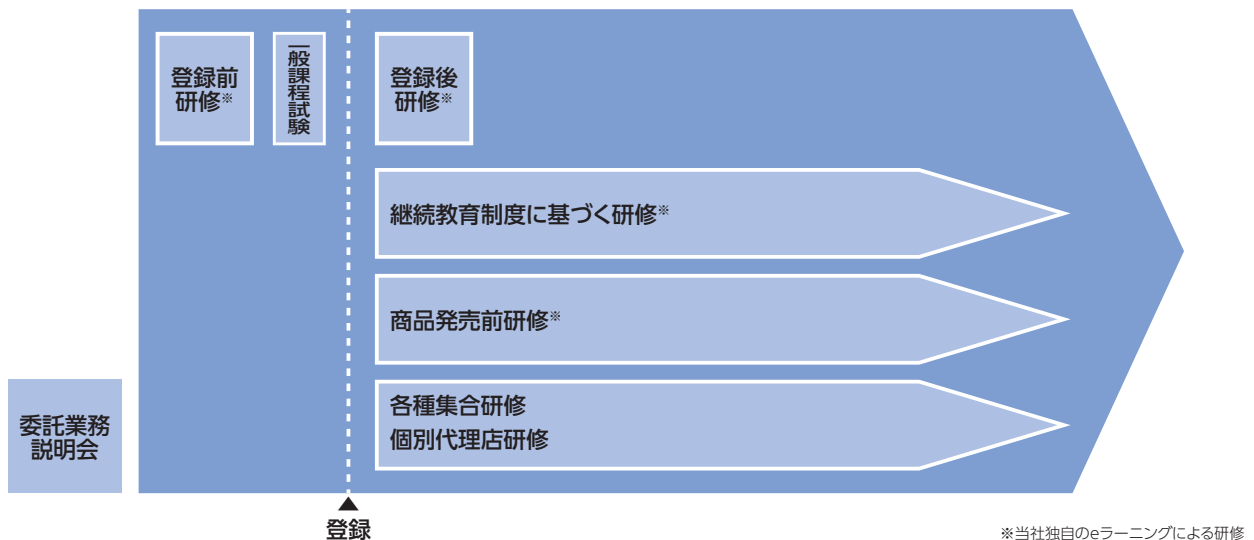 登録前
研修※
一般課程試験
登録後
研修※
継続教育制度に基づく研修※
商品発売前研修※
各種集合研修
個別代理店研修
委託業務
説明会
登録
※当社独自のeラーニングによる研修